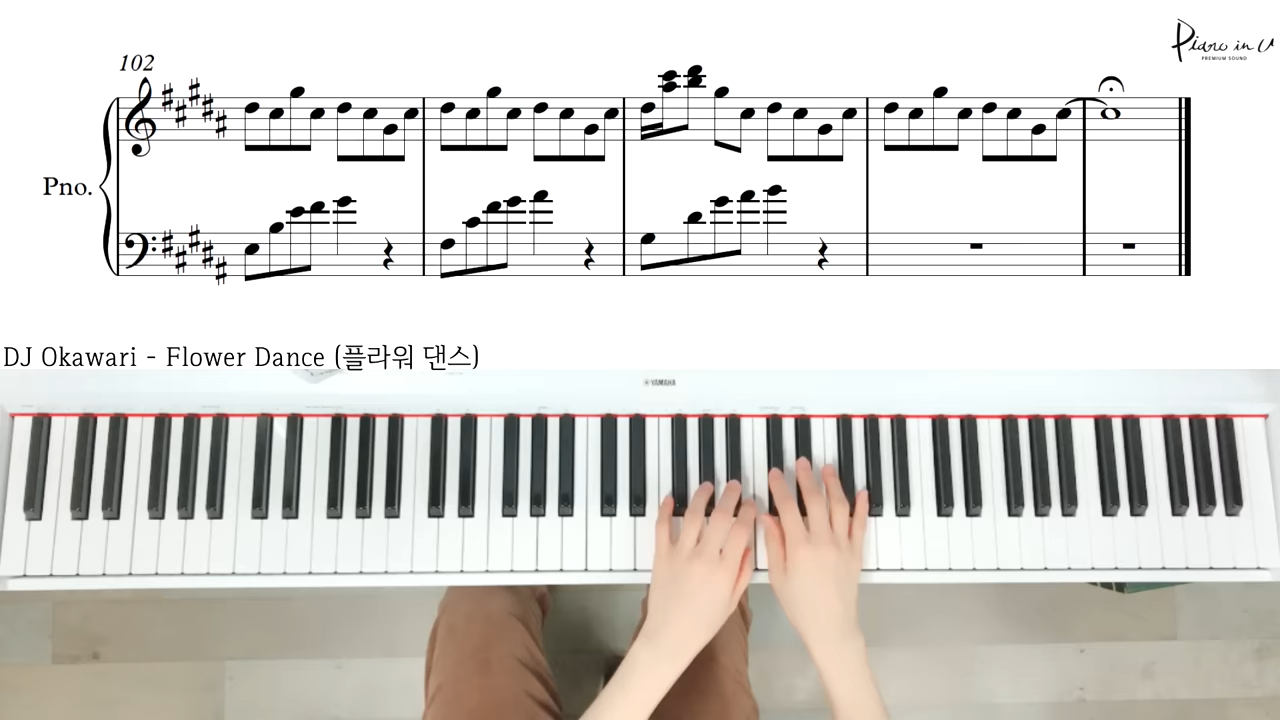 Piano in U
PREMIUM SOUND
102
Pno.
DJ Okawari - Flower Dance (플라워 댄스)
YAMAHA